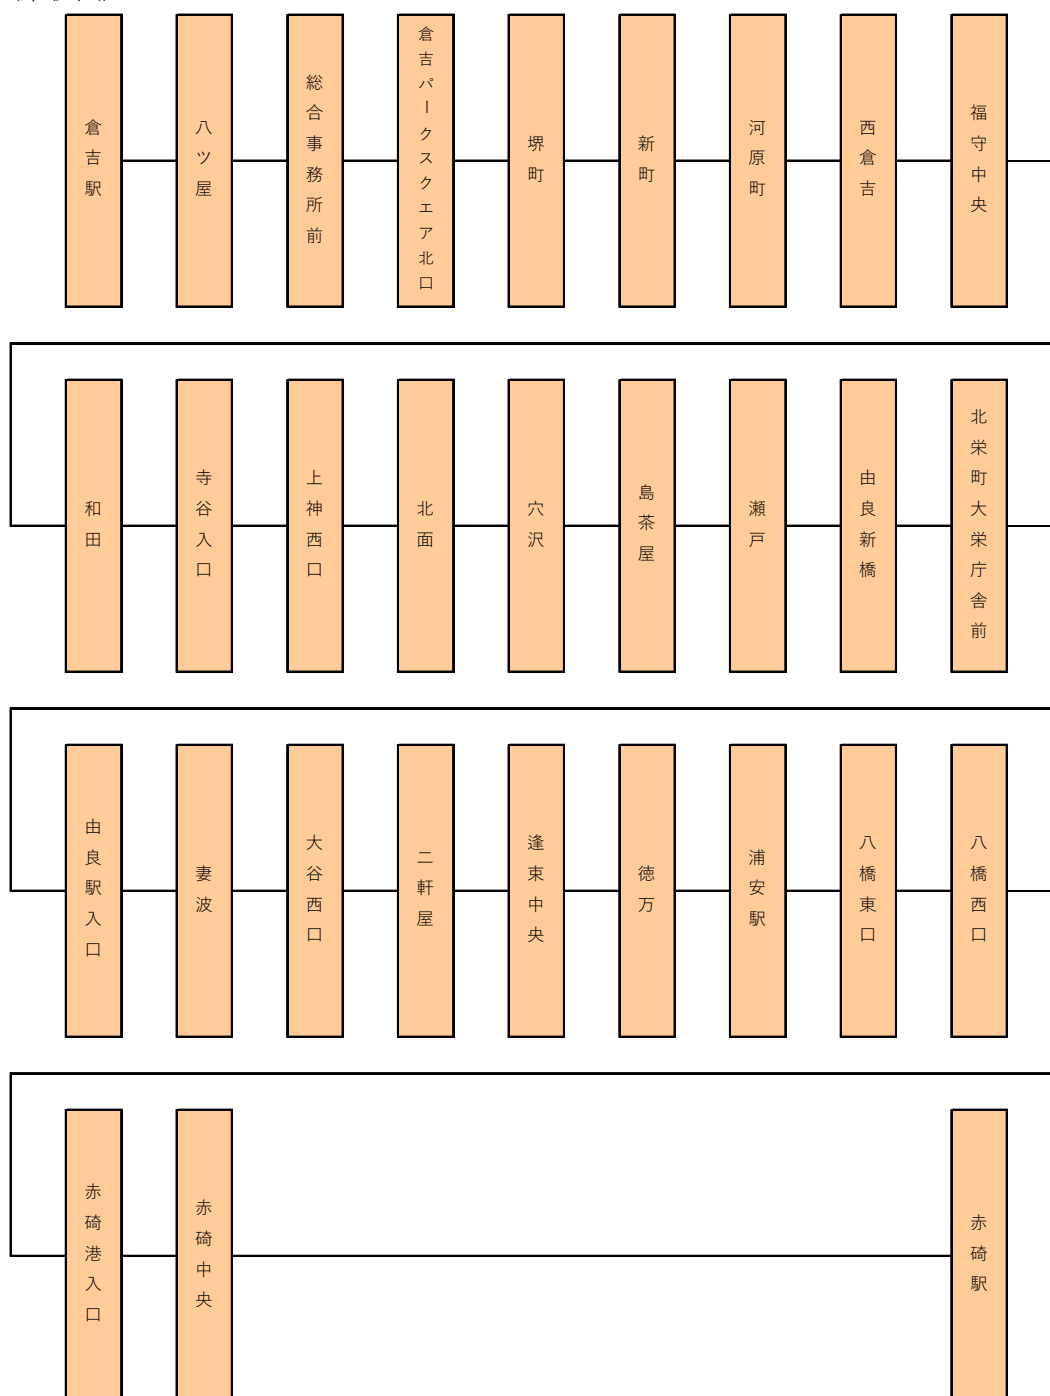 倉吉駅
八ツ屋
総合事務所前
倉吉パークスクエア北口
堺町
新町
河原町
西倉吉
福守中央
和田
寺谷入口
上神西口
北面
穴沢
島茶屋
瀬戸
由良新橋
北栄町大栄庁舎前
由良駅入口
妻波
大谷西口
二軒屋
逢束中央
徳万
浦安駅
八橋東口
八橋西口
赤碕港入口
赤碕中央
赤碕駅